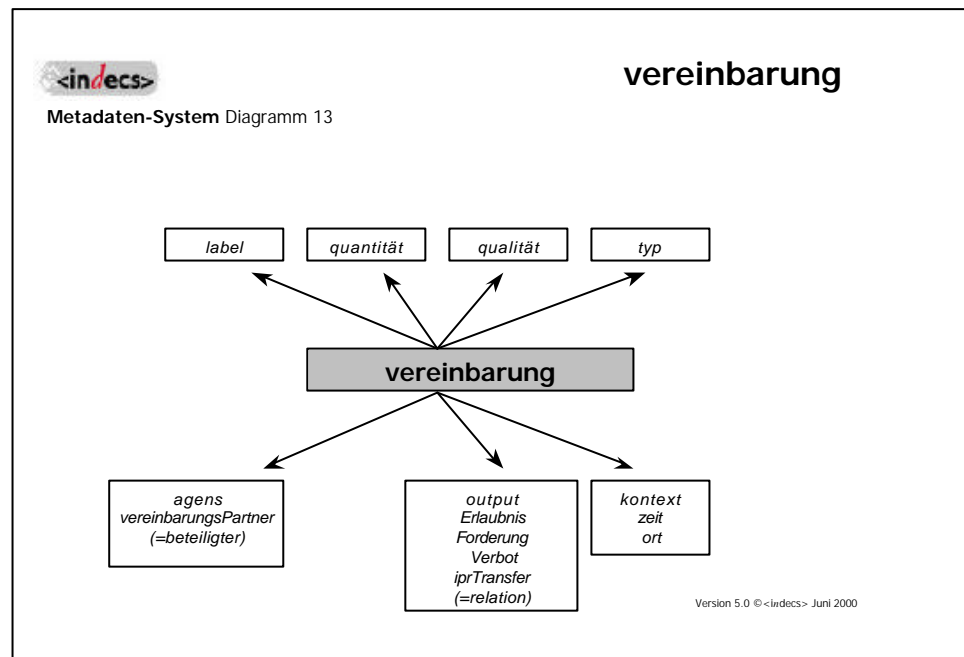 <indecs>
vereinbarung
Metadaten-System Diagramm 13
label
quantität
qualität
typ
vereinbarung
agens
vereinbarungsPartner
(=beteiligter)
output
Erlaubnis
Forderung
Verbot
iprTransfer
(=relation)
kontext
zeit
ort
Version 5.0 ©<indecs> Juni 2000